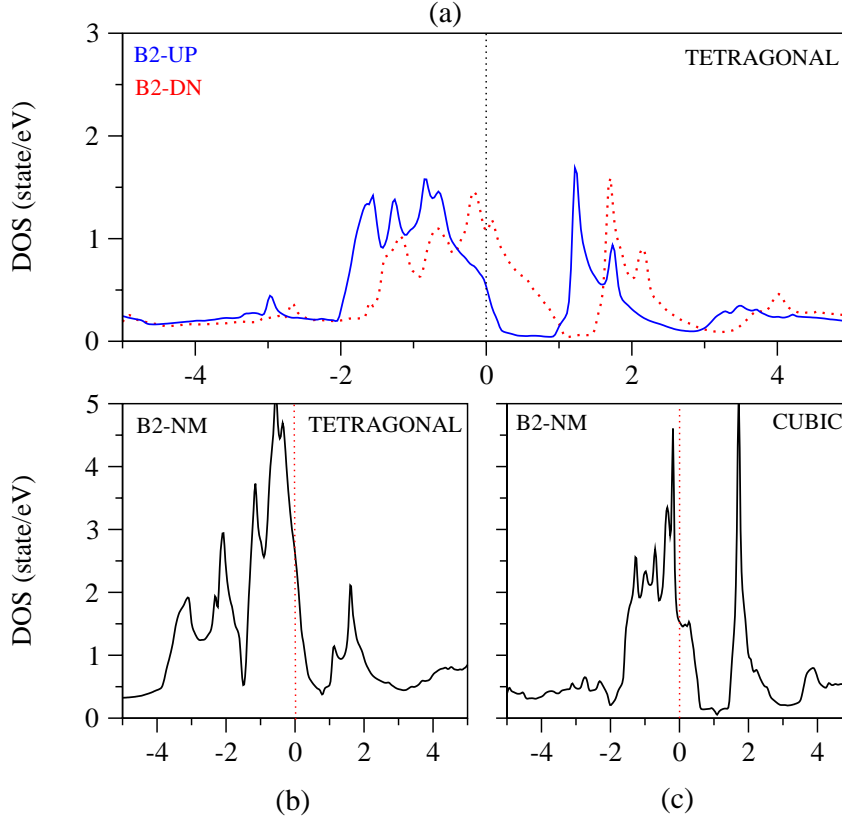 (a)
3
B2-UP
TETRAGONAL
B2-DN
2
1
0
DOS (state/eV)
-4
-2
0
2
4
5
B2-NM
TETRAGONAL
B2-NM
CUBIC
4
3
2
1
0
DOS (state/eV)
-4
-2
0
2
4
-4
-2
0
2
4
(b)
(c)